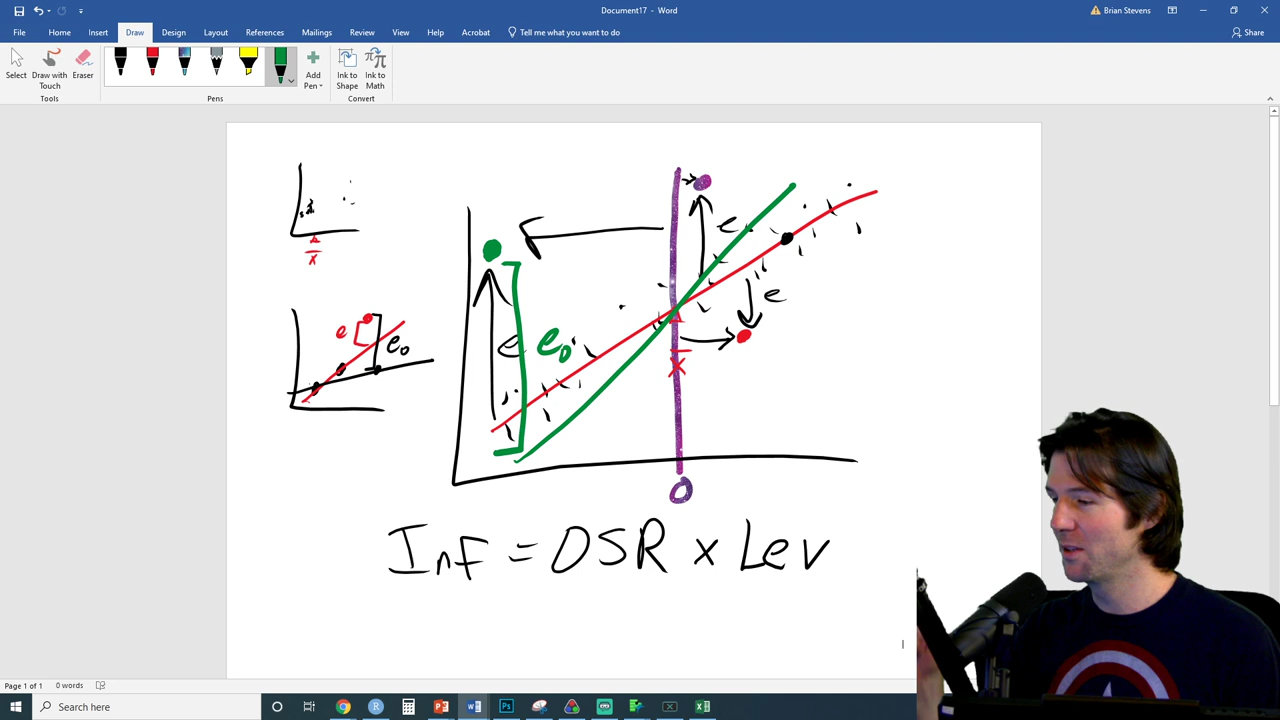 Document17 - Word
Brian Stevens
File Home Insert Draw Design Layout References Mailings Review View Help Acrobat Tell me what you want to do Share
Select
Draw with Touch
Eraser
Add Pen
Ink to Shape
Ink to Math
Tools
Pens
Convert
x̄
e
e
e
e₀
e e₀
x̄
0
Inf = DSR x Lev
Page 1 of 1 0 words
Search here